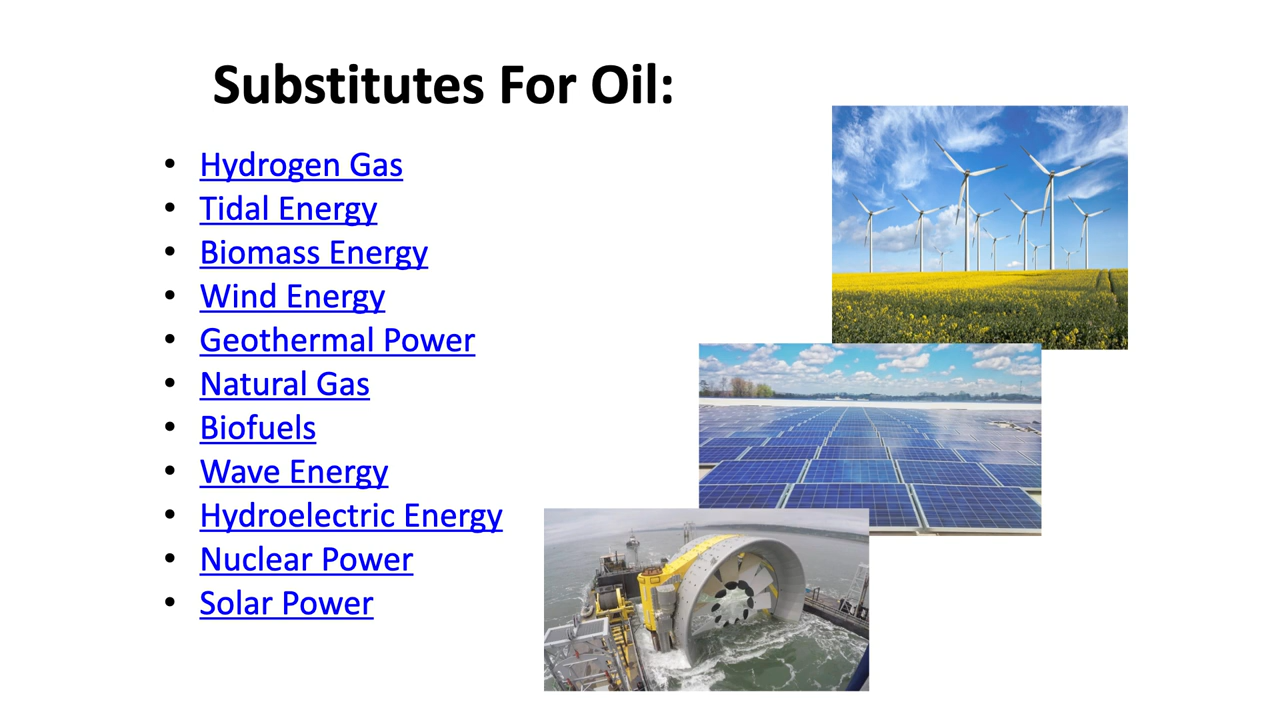 Substitutes For Oil:
• Hydrogen Gas
• Tidal Energy
• Biomass Energy
• Wind Energy
• Geothermal Power
• Natural Gas
• Biofuels
• Wave Energy
• Hydroelectric Energy
• Nuclear Power
• Solar Power